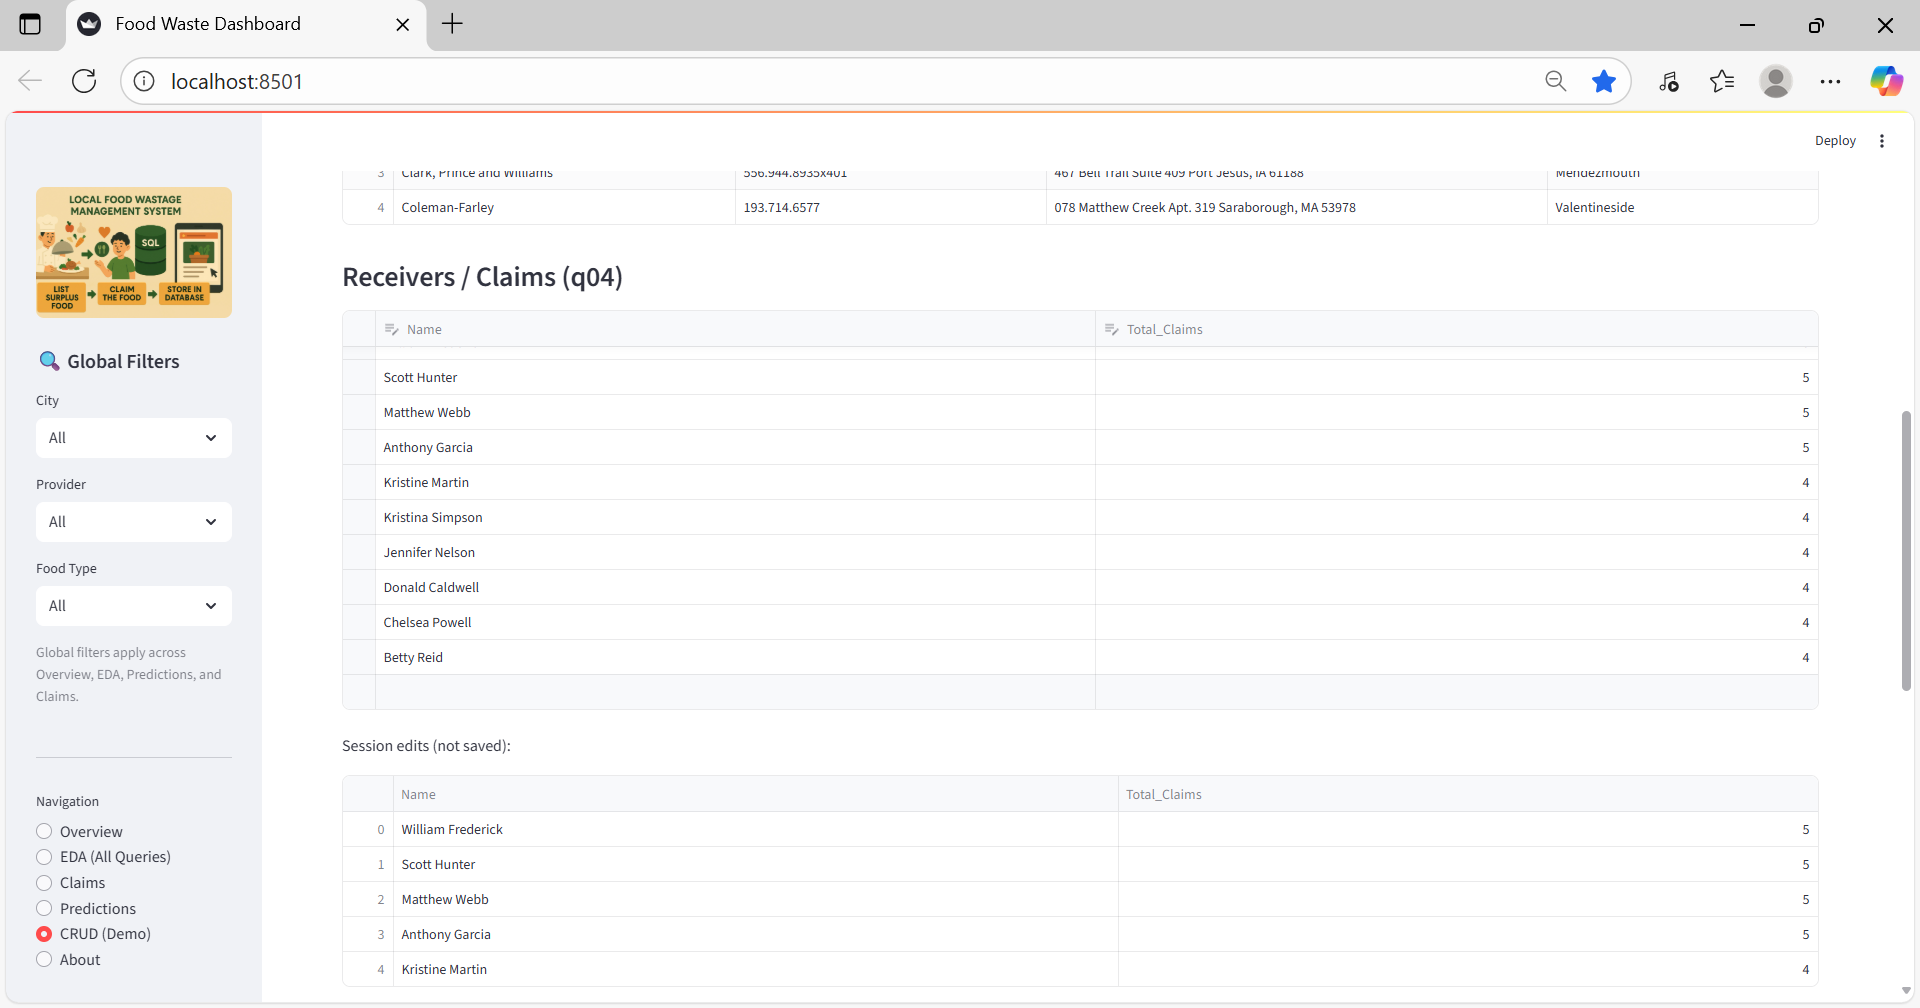 Food Waste Dashboard
localhost:8501
Deploy
LOCAL FOOD WASTAGE
MANAGEMENT SYSTEM
SQL
LIST
SURPLUS
FOOD
CLAIM
THE FOOD
STORE IN
DATABASE
Global Filters
City
All
Provider
All
Food Type
All
Global filters apply across
Overview, EDA, Predictions, and
Claims.
Navigation
Overview
EDA (All Queries)
Claims
Predictions
CRUD (Demo)
About
3 Clark, Prince and Williams 556.944.8935x401 467 Bell Trail Suite 409 Port Jesus, IA 61188 Mendezmouth
4 Coleman-Farley 193.714.6577 078 Matthew Creek Apt. 319 Saraborough, MA 53978 Valentineside
Receivers / Claims (q04)
Name Total_Claims
Scott Hunter 5
Matthew Webb 5
Anthony Garcia 5
Kristine Martin 4
Kristina Simpson 4
Jennifer Nelson 4
Donald Caldwell 4
Chelsea Powell 4
Betty Reid 4
Session edits (not saved):
Name Total_Claims
0 William Frederick 5
1 Scott Hunter 5
2 Matthew Webb 5
3 Anthony Garcia 5
4 Kristine Martin 4